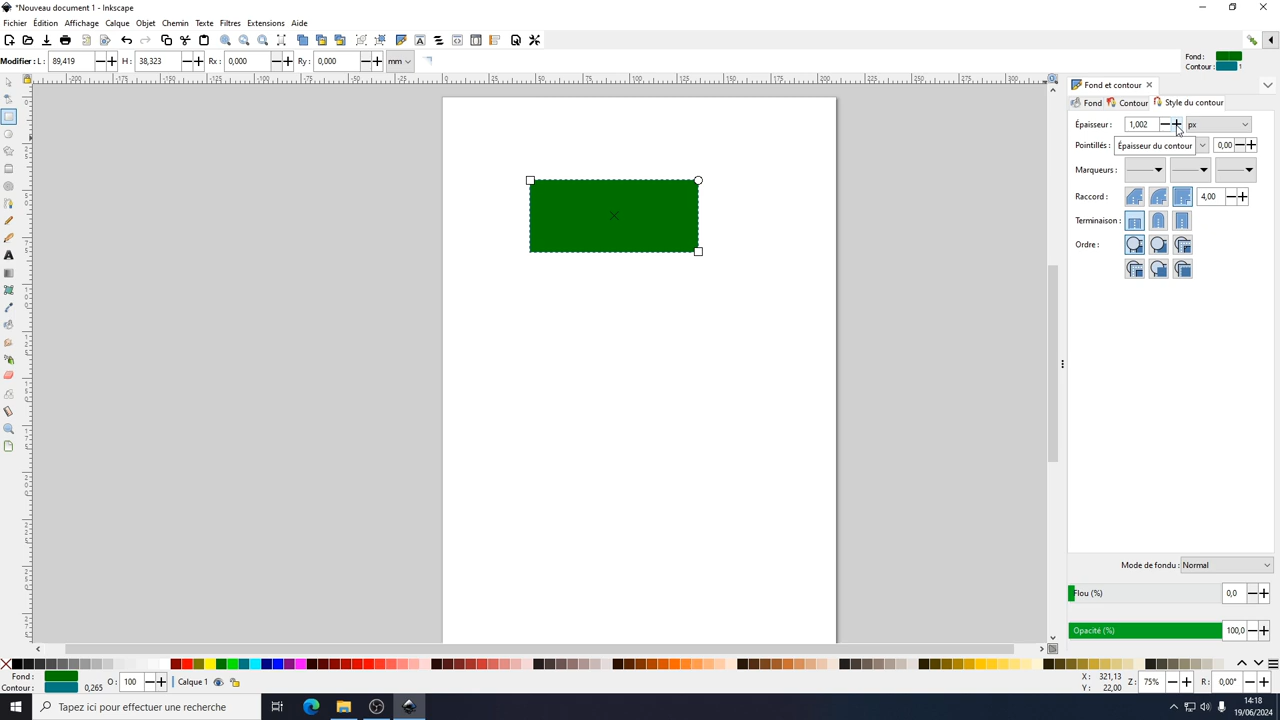 *Nouveau document 1 - Inkscape
Fichier Édition Affichage Calque Objet Chemin Texte Filtres Extensions Aide
Modifier : L : 89,419 H : 38,323 Rx : 0,000 Ry : 0,000 mm
Fond :
Contour : 1
Fond et contour
Fond Contour Style du contour
Épaisseur : 1,002 px
Pointillés : Épaisseur du contour 0,00
Marqueurs :
Raccord : 4,00
Terminaison :
Ordre :
Mode de fondu : Normal
Flou (%) 0,0
Opacité (%) 100,0
Fond :
Contour : 0,265 O : 100 Calque 1
X : 321,13
Y : 22,00
Z : 75% R : 0,00°
Tapez ici pour effectuer une recherche
14:18
19/06/2024